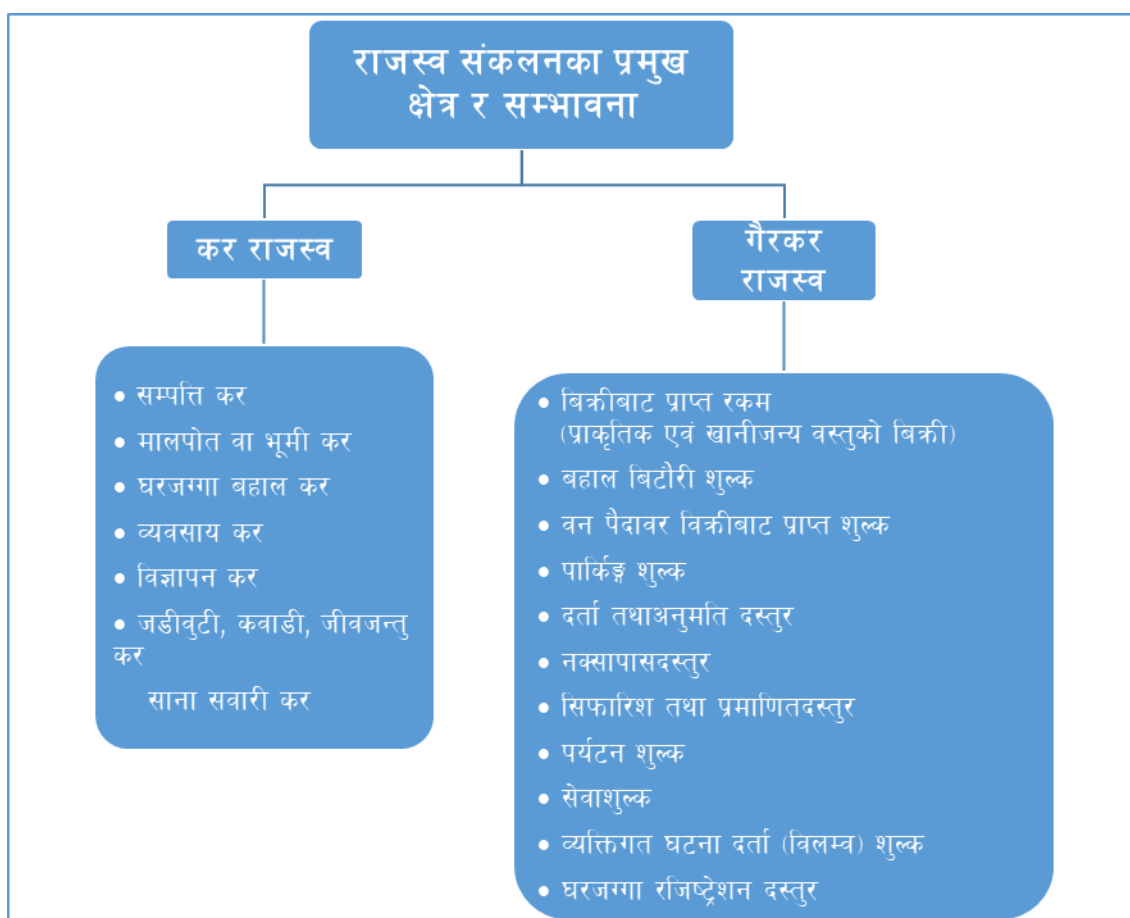 राजस्व संकलनका प्रमुख
क्षेत्र र सम्भावना
कर राजस्व
गैरकर
राजस्व
• सम्पत्ति कर
• मालपोत वा भूमी कर
• घरजग्गा बहाल कर
• व्यवसाय कर
• विज्ञापन कर
• जडीवुटी, कवाडी, जीवजन्तु
कर
साना सवारी कर
• बिक्रीबाट प्राप्त रकम
(प्राकृतिक एवं खानीजन्य वस्तुको बिक्री)
• बहाल बिटौरी शुल्क
• वन पैदावर विक्रीबाट प्राप्त शुल्क
• पार्किङ्ग शुल्क
• दर्ता तथाअनुमति दस्तुर
• नक्सापासदस्तुर
• सिफारिश तथा प्रमाणितदस्तुर
• पर्यटन शुल्क
• सेवाशुल्क
• व्यक्तिगत घटना दर्ता (विलम्व) शुल्क
• घरजग्गा रजिष्ट्रेशन दस्तुर